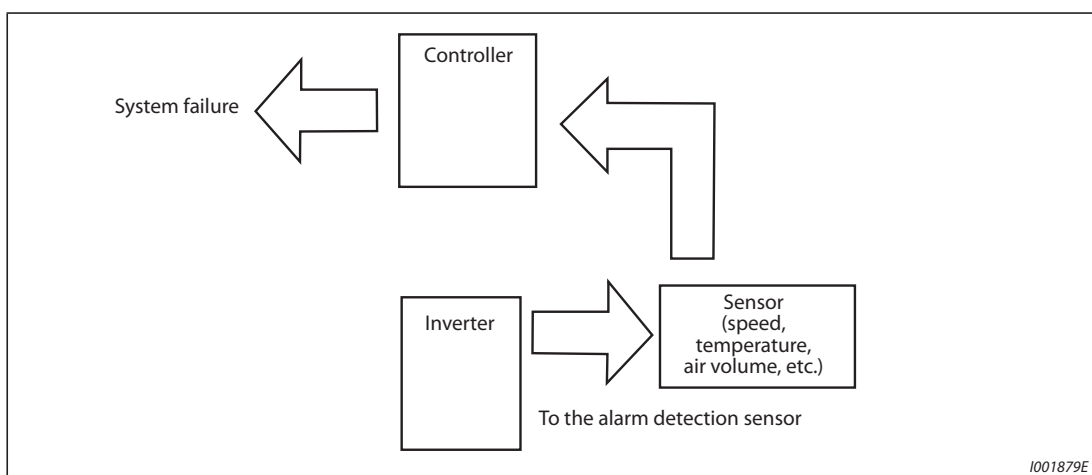 Controller
System failure
Inverter
Sensor
(speed,
temperature,
air volume, etc.)
To the alarm detection sensor
I001879E